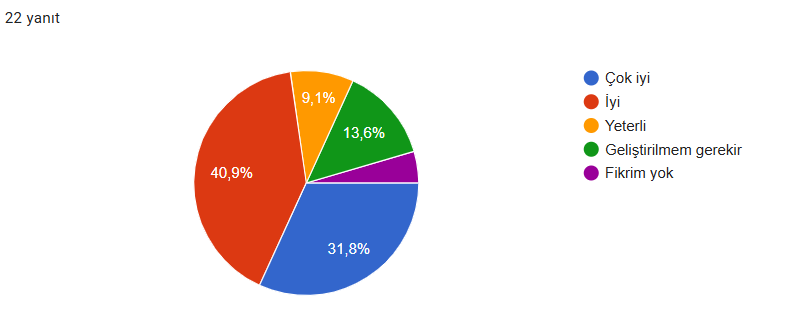 22 yanıt
Çok iyi
İyi
Yeterli
Geliştirilmem gerekir
Fikrim yok
9,1%
13,6%
40,9%
31,8%